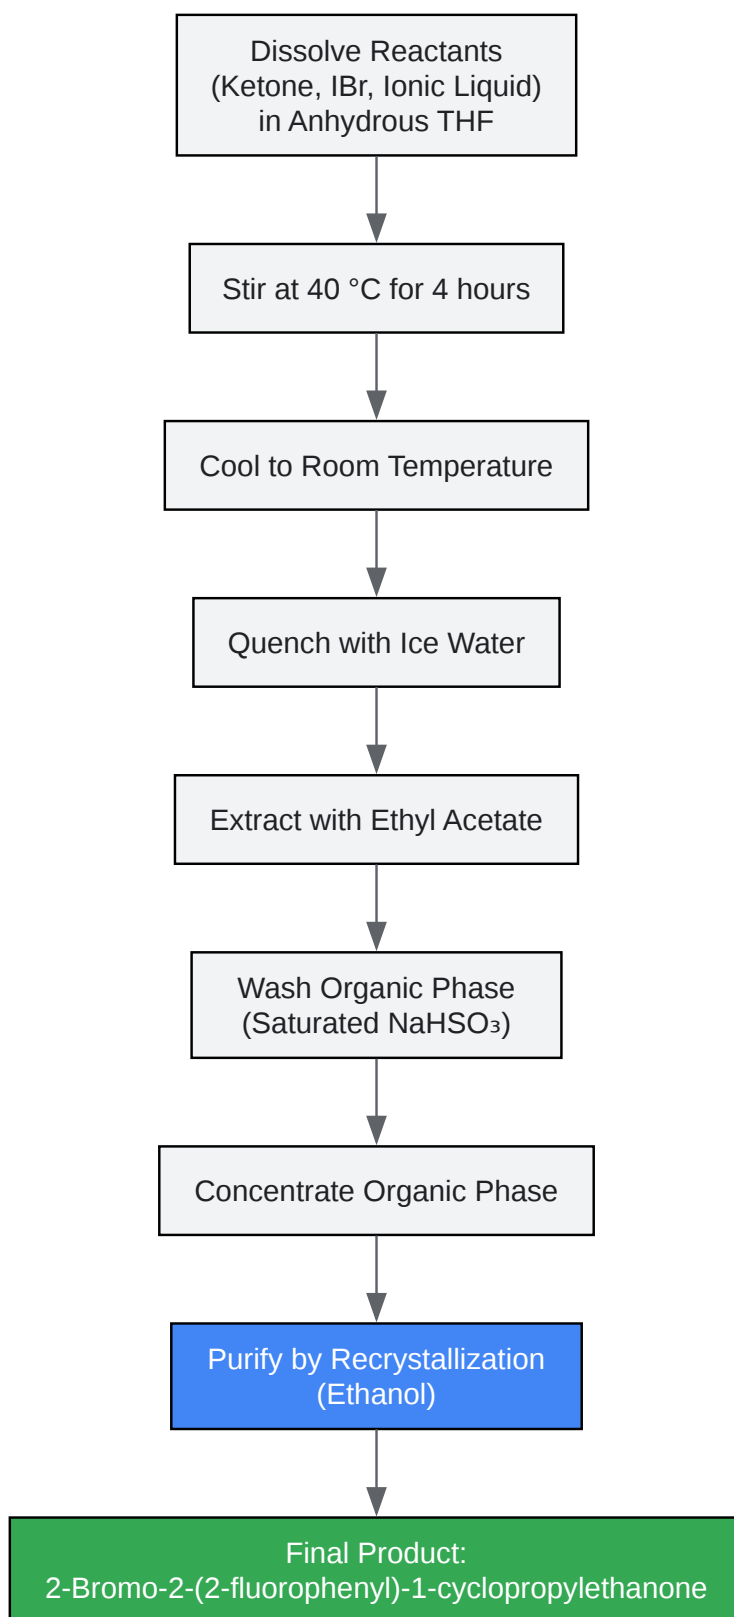 Dissolve Reactants
(Ketone, IBr, Ionic Liquid)
in Anhydrous THF
Stir at 40 °C for 4 hours
Cool to Room Temperature
Quench with Ice Water
Extract with Ethyl Acetate
Wash Organic Phase
(Saturated NaHSO₃)
Concentrate Organic Phase
Purify by Recrystallization
(Ethanol)
Final Product:
2-Bromo-2-(2-fluorophenyl)-1-cyclopropylethanone